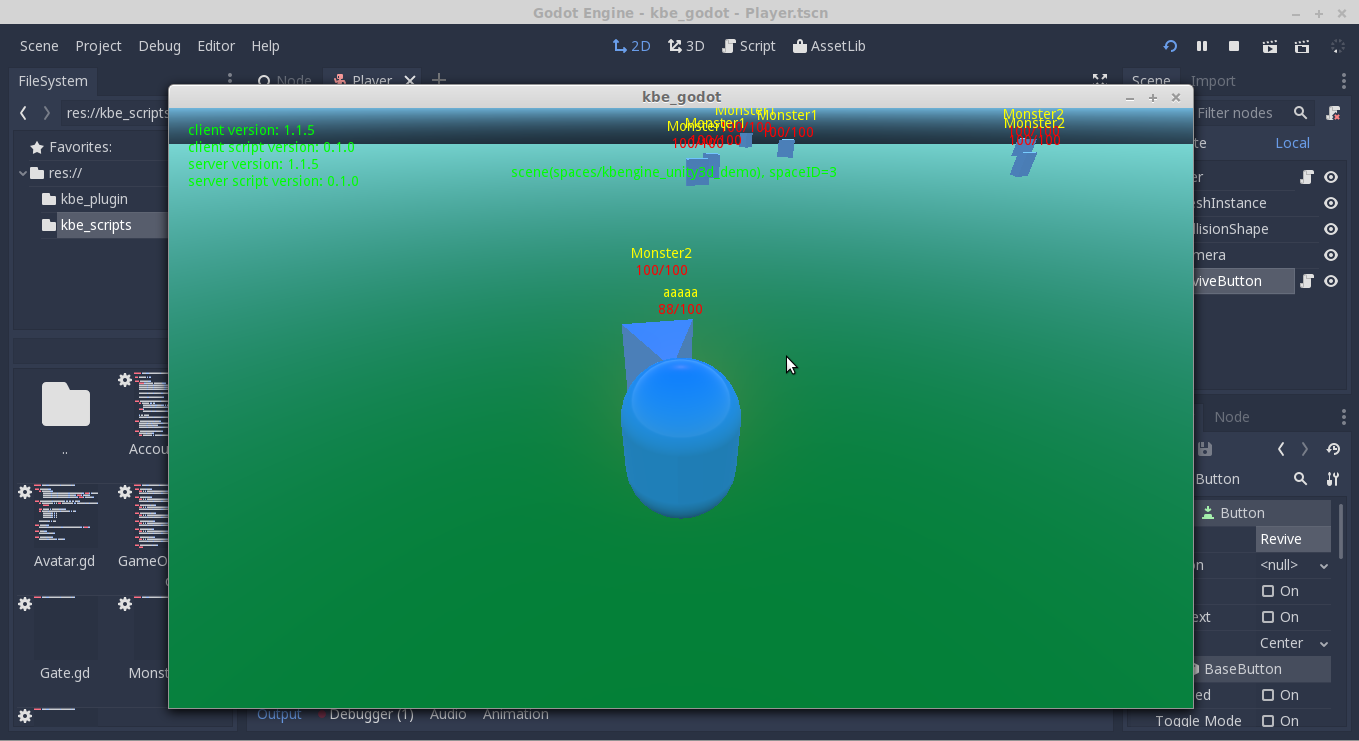 Godot Engine - kbe_godot - Player.tscn
Scene Project Debug Editor Help 2D 3D Script AssetLib
FileSystem Node Player Scene Import
res://kbe_scripts Filter nodes
Favorites: Local
res://
kbe_plugin
kbe_scripts
kbe_godot
client version: 1.1.5
client script version: 0.1.0
server version: 1.1.5
server script version: 0.1.0
scene(spaces/kbengine_unity3d_demo), spaceID=3
Monster1
Monster1
Monster1
Monster1
100/100
100/100
100/100
Monster2
Monster2
100/100
Monster2
100/100
aaaaa
88/100
eshInstance
llisionShape
mera
viveButton
Node
Button
Button
Revive
on <null>
On
ext On
Center
BaseButton
ed On
Toggle Mode On
..
Accou
Avatar.gd
GameO
Gate.gd
Monst
Output Debugger (1) Audio Animation